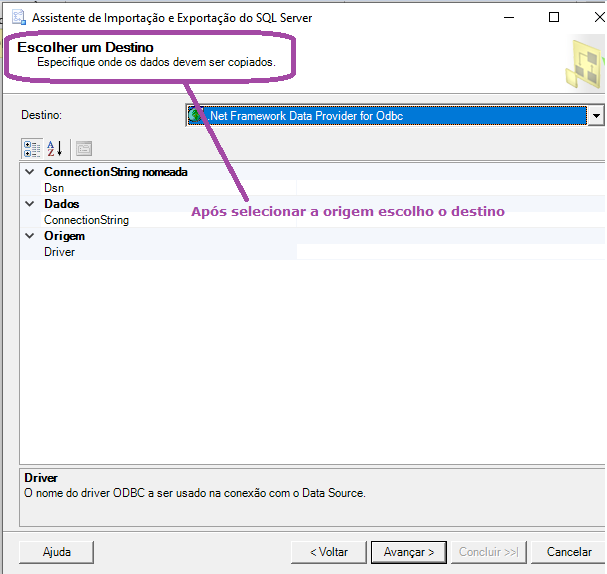 Assistente de Importação e Exportação do SQL Server
Escolher um Destino
Especifique onde os dados devem ser copiados.
Destino:
.Net Framework Data Provider for Odbc
ConnectionString nomeada
Dsn
Dados
Após selecionar a origem escolho o destino
ConnectionString
Origem
Driver
Driver
O nome do driver ODBC a ser usado na conexão com o Data Source.
Ajuda
< Voltar
Avançar >
Concluir >>|
Cancelar